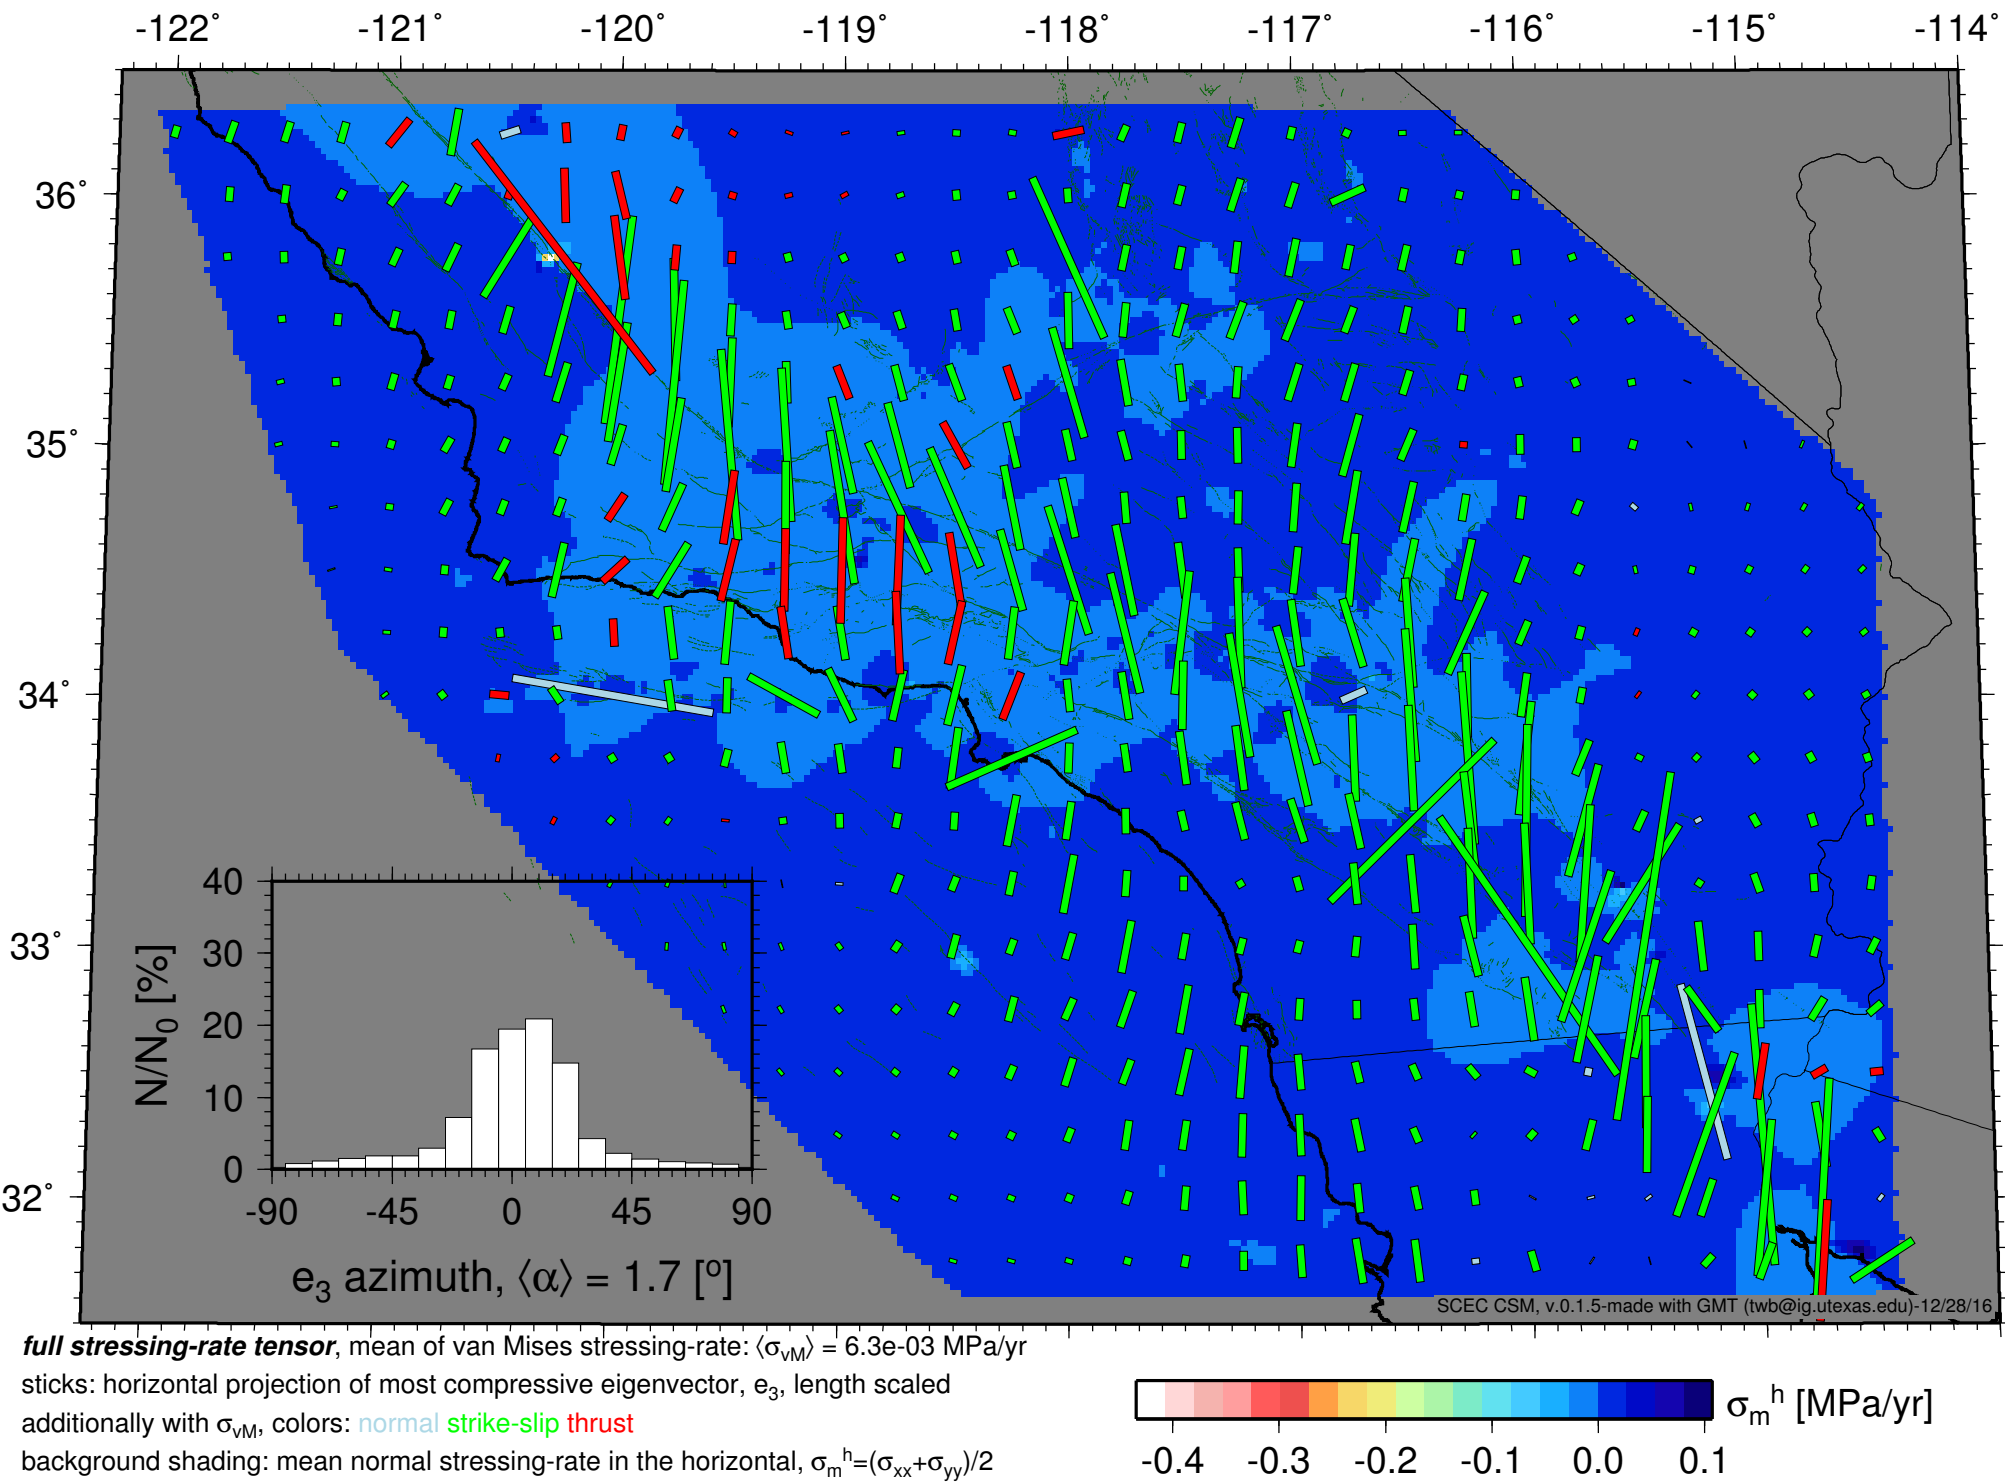 -122˚ -121˚ -120˚ -119˚ -118˚ -117˚ -116˚ -115˚ -114˚
36˚
35˚
34˚
33˚
32˚
40
30
20
10
0
N/N0 [%]
-90 -45 0 45 90
e3 azimuth, ⟨α⟩ = 1.7 [º]
SCEC CSM, v.0.1.5-made with GMT (twb@ig.utexas.edu)-12/28/16
full stressing-rate tensor, mean of van Mises stressing-rate: ⟨σvM⟩ = 6.3e-03 MPa/yr
sticks: horizontal projection of most compressive eigenvector, e3, length scaled
additionally with σvM, colors: normal strike-slip thrust
background shading: mean normal stressing-rate in the horizontal, σm^h=(σxx+σyy)/2
σm^h [MPa/yr]
-0.4 -0.3 -0.2 -0.1 0.0 0.1